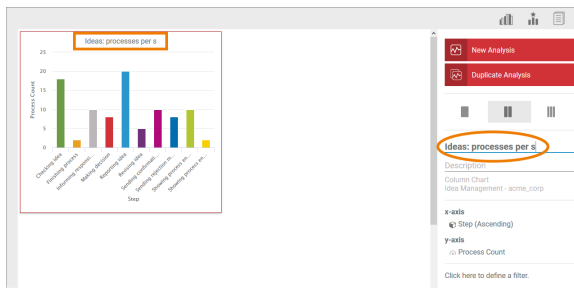 Ideas: processes per s
25
20
15
10
5
0
Process Count
Checking idea
Finishing process
Informing responsi...
Making decision
Reporting idea
Revising idea
Sending confirmati...
Sending rejection m...
Showing process en...
Showing process en...
Step
New Analysis
Duplicate Analysis
Ideas: processes per s
Description
Column Chart
Idea Management - acme_corp
x-axis
Step (Ascending)
y-axis
Process Count
Click here to define a filter.